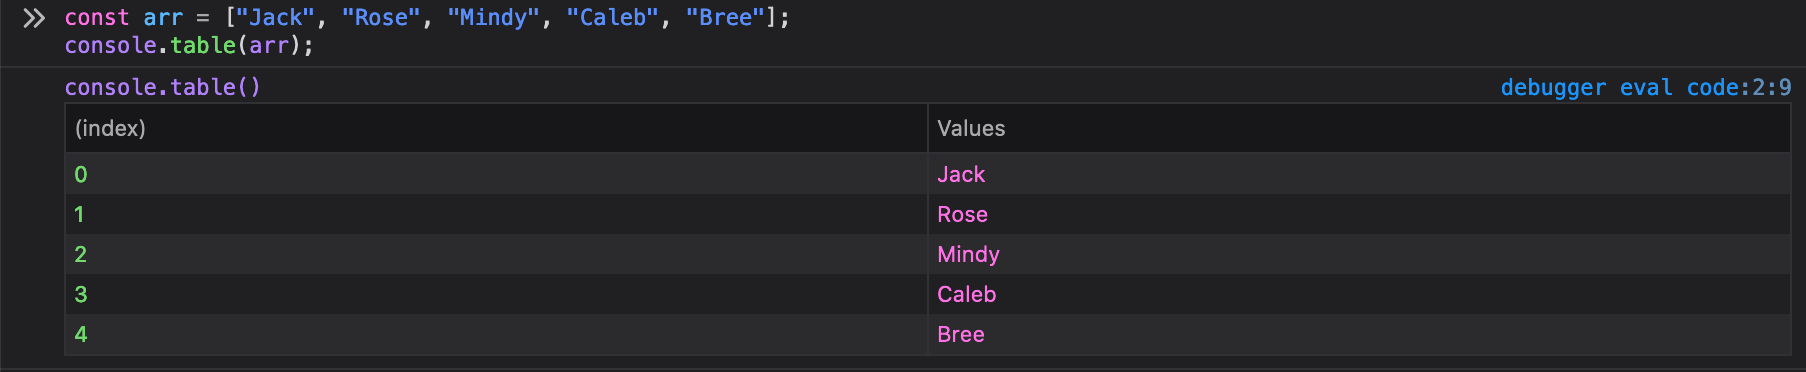 >> const arr = ["Jack", "Rose", "Mindy", "Caleb", "Bree"];
console.table(arr);
console.table() debugger eval code:2:9
(index) Values
0 Jack
1 Rose
2 Mindy
3 Caleb
4 Bree